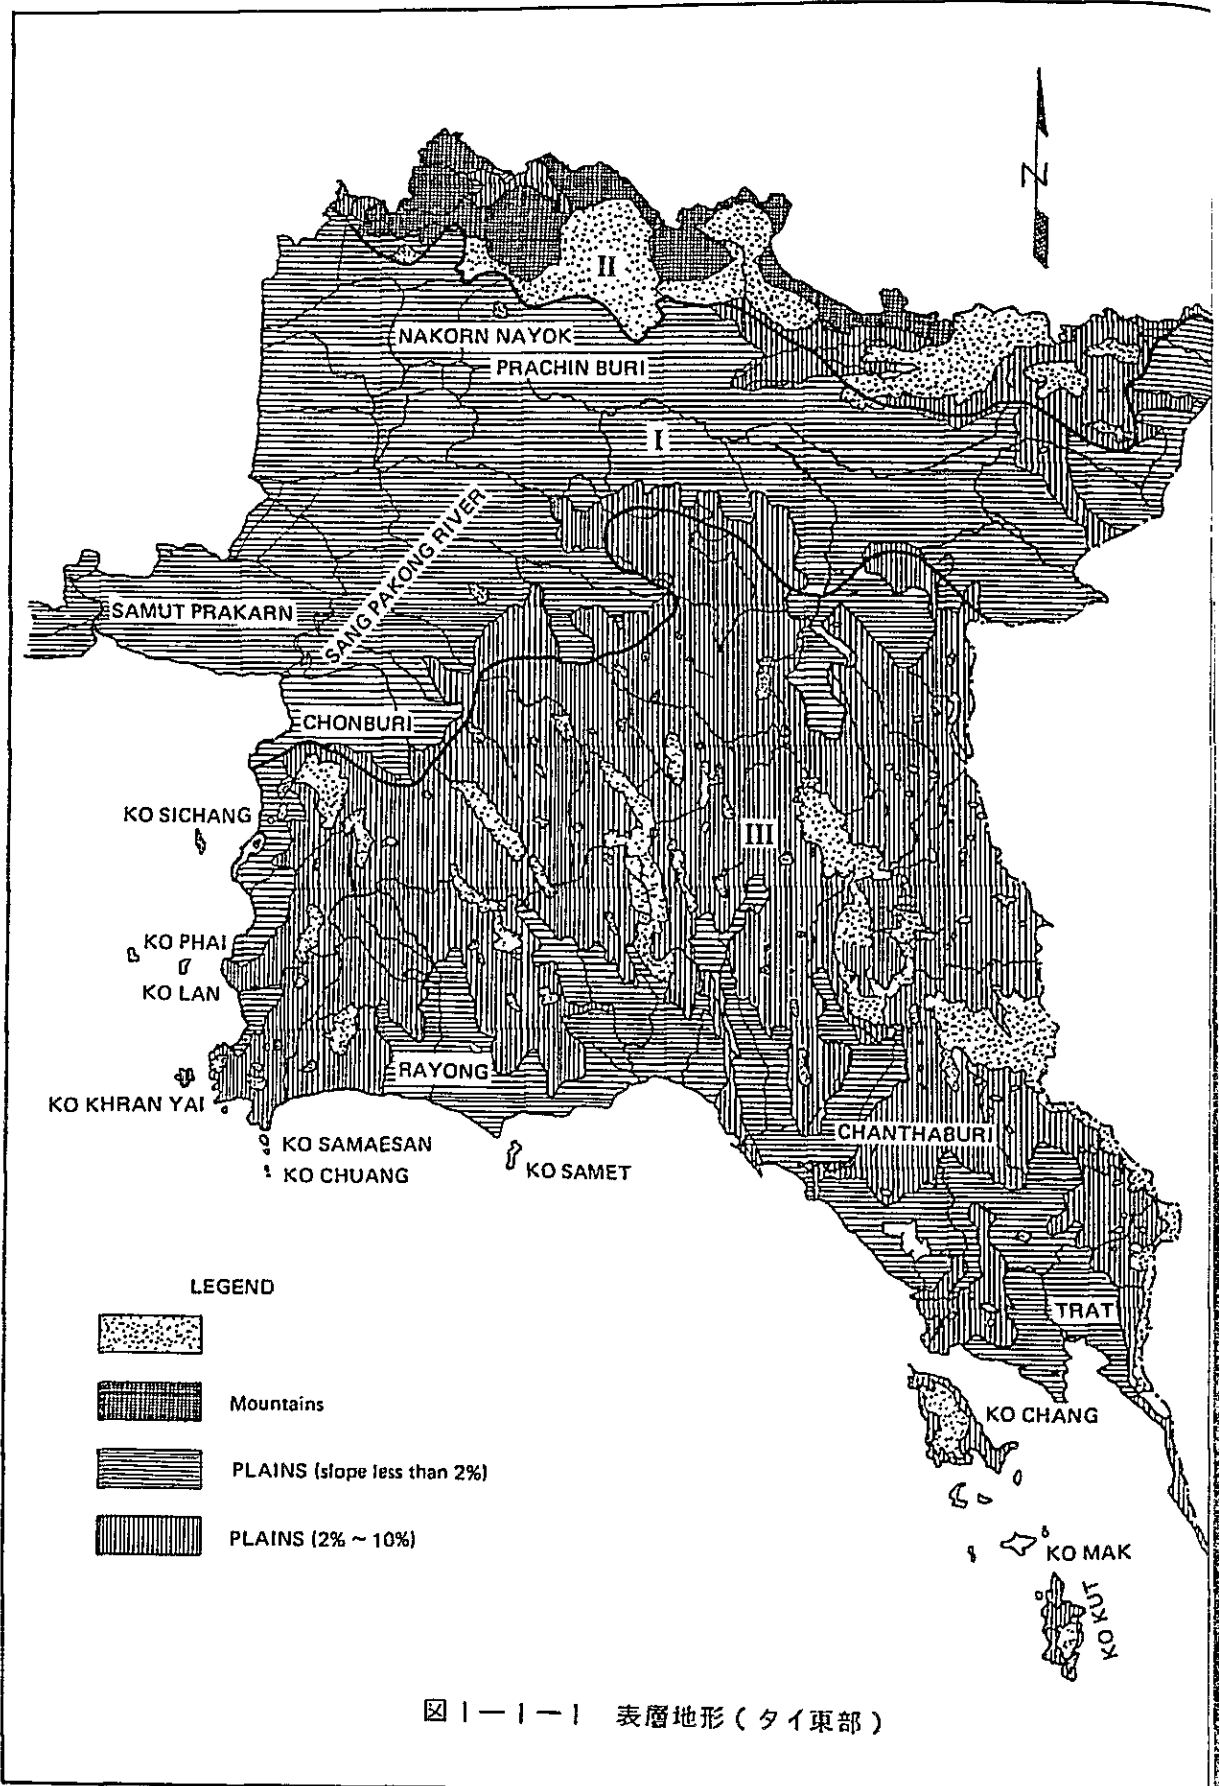 N
II
NAKORN NAYOK
PRACHIN BURI
I
SANG PAKONG RIVER
SAMUT PRAKARN
CHONBURI
KO SICHANG
III
KO PHAI
KO LAN
RAYONG
KO KHRAN YAI
CHANTHABURI
KO SAMAESAN
KO CHUANG
KO SAMET
LEGEND
TRAT
Mountains
KO CHANG
PLAINS (slope less than 2%)
PLAINS (2% ~ 10%)
KO MAK
KO KUT
図1-1-1 表層地形(タイ東部)